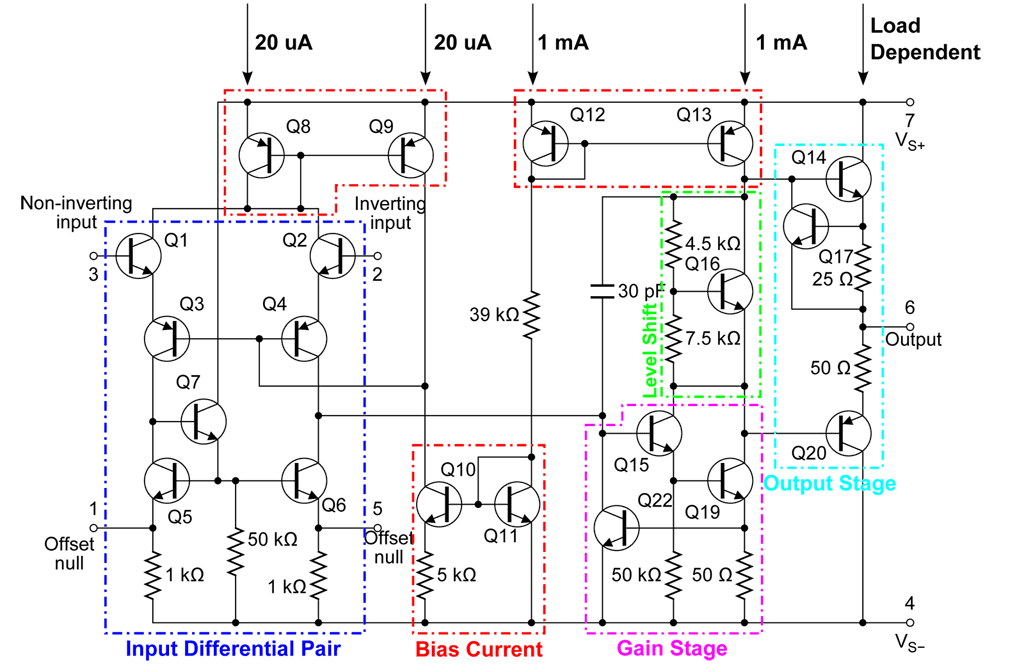 20 uA
20 uA
1 mA
1 mA
Load
Dependent
Q8
Q9
Q12
Q13
7
VS+
Q14
Non-inverting
input
Inverting
input
Q1
Q2
3
2
4.5 kΩ
Q16
Q17
25 Ω
Q3
Q4
39 kΩ
30 pF
Level Shift
7.5 kΩ
6
Output
50 Ω
Q7
Q10
Q15
Q20
Output Stage
Q22
Q19
1
Q5
Q6
5
Q11
Offset
null
50 kΩ
Offset
null
1 kΩ
1 kΩ
5 kΩ
50 kΩ
50 Ω
4
VS−
Input Differential Pair
Bias Current
Gain Stage